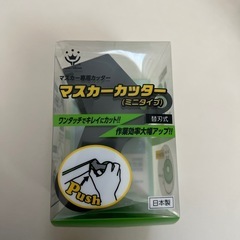 マスカー専用カッター
マスカーカッター
(ミニタイプ)
替刃式
ワンタッチでキレイにカット!!
作業効率大幅アップ!!
Push
日本製